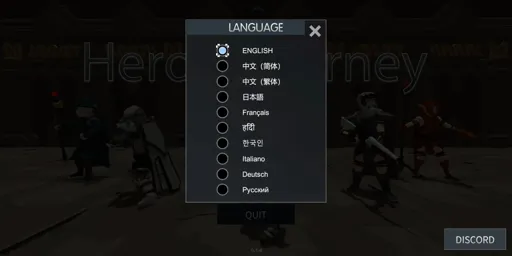 LANGUAGE
ENGLISH
中文（简体）
中文（繁体）
日本語
Français
हिंदी
한국인
Italiano
Deutsch
Русский
QUIT
DISCORD